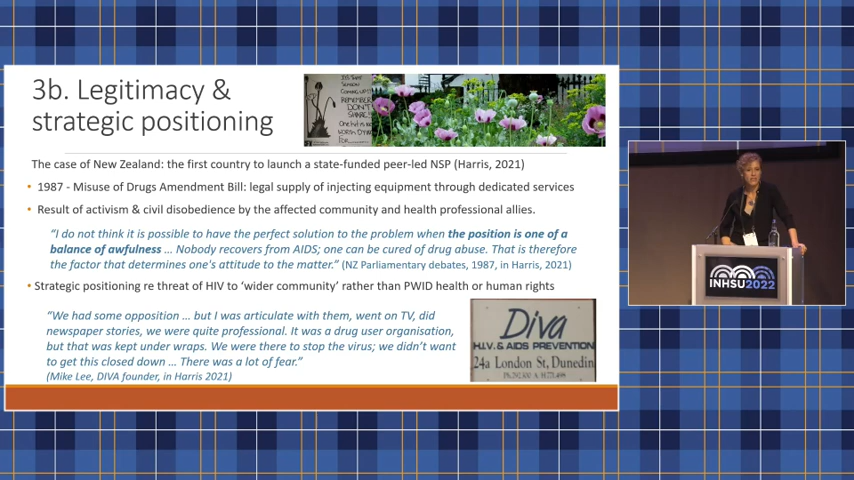 3b. Legitimacy &
strategic positioning
REMEMBER
DON'T
SHARE
The case of New Zealand: the first country to launch a state-funded peer-led NSP (Harris, 2021)
• 1987 - Misuse of Drugs Amendment Bill: legal supply of injecting equipment through dedicated services
• Result of activism & civil disobedience by the affected community and health professional allies.
"I do not think it is possible to have the perfect solution to the problem when the position is one of a
balance of awfulness … Nobody recovers from AIDS; one can be cured of drug abuse. That is therefore
the factor that determines one's attitude to the matter." (NZ Parliamentary debates, 1987, in Harris, 2021)
• Strategic positioning re threat of HIV to 'wider community' rather than PWID health or human rights
"We had some opposition … but I was articulate with them, went on TV, did
newspaper stories, we were quite professional. It was a drug user organisation,
but that was kept under wraps. We were there to stop the virus; we didn't want
to get this closed down … There was a lot of fear."
(Mike Lee, DIVA founder, in Harris 2021)
Diva
H.I.V. & AIDS PREVENTION
24a London St, Dunedin
INHSU2022